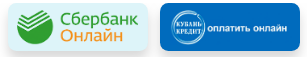 Сбербанк
Онлайн
КУБАНЬ
КРЕДИТ
ОПЛАТИТЬ ОНЛАЙН